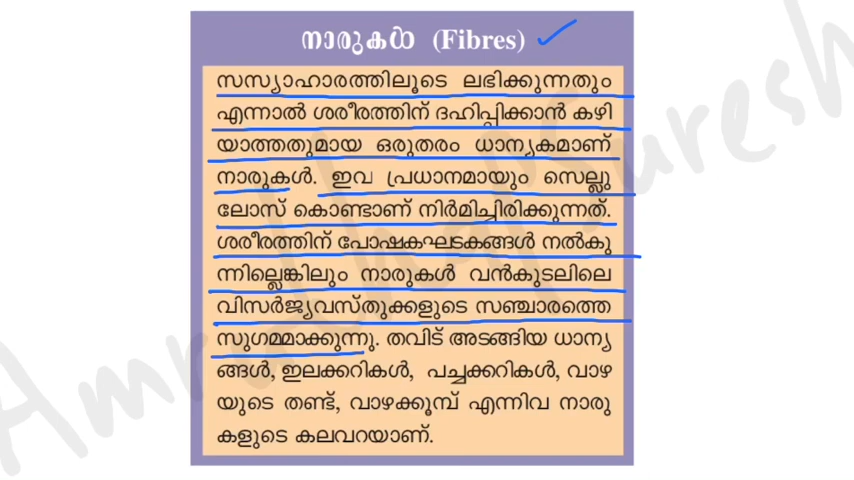 നാരുകൾ (Fibres)
സസ്യാഹാരത്തിലൂടെ ലഭിക്കുന്നതും
എന്നാൽ ശരീരത്തിന് ദഹിപ്പിക്കാൻ കഴി
യാത്തതുമായ ഒരുതരം ധാന്യകമാണ്
നാരുകൾ. ഇവ പ്രധാനമായും സെല്ലു
ലോസ് കൊണ്ടാണ് നിർമിച്ചിരിക്കുന്നത്.
ശരീരത്തിന് പോഷകഘടകങ്ങൾ നൽകു
ന്നില്ലെങ്കിലും നാരുകൾ വൻകുടലിലെ
വിസർജ്യവസ്തുക്കളുടെ സഞ്ചാരത്തെ
സുഗമമാക്കുന്നു. തവിട് അടങ്ങിയ ധാന്യ
ങ്ങൾ, ഇലക്കറികൾ, പച്ചക്കറികൾ, വാഴ
യുടെ തണ്ട്, വാഴക്കൂമ്പ് എന്നിവ നാരു
കളുടെ കലവറയാണ്.